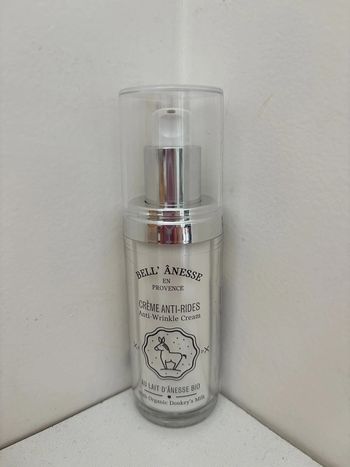 BELL' ÂNESSE
EN
PROVENCE
CRÈME ANTI-RIDES
Anti-Wrinkle Cream
AU LAIT D'ÂNESSE BIO
With Organic Donkey's Milk